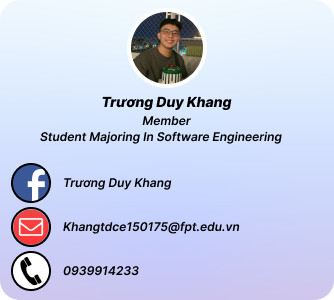 Trương Duy Khang
Member
Student Majoring In Software Engineering
Trương Duy Khang
Khangtdce150175@fpt.edu.vn
0939914233